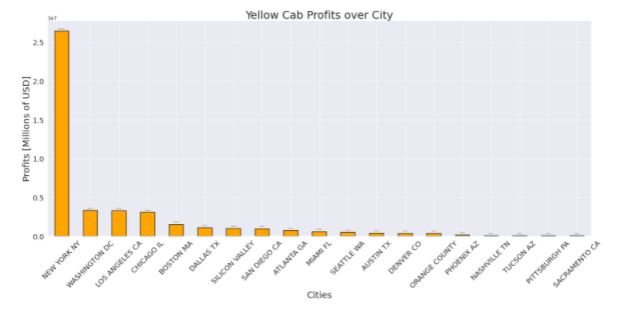 Yellow Cab Profits over City
1e7
2.5
2.0
1.5
1.0
0.5
0.0
Profits [Millions of USD]
NEW YORK NY
WASHINGTON DC
LOS ANGELES CA
CHICAGO IL
BOSTON MA
DALLAS TX
SILICON VALLEY
SAN DIEGO CA
ATLANTA GA
MIAMI FL
SEATTLE WA
AUSTIN TX
DENVER CO
ORANGE COUNTY
PHOENIX AZ
NASHVILLE TN
TUCSON AZ
PITTSBURGH PA
SACRAMENTO CA
Cities